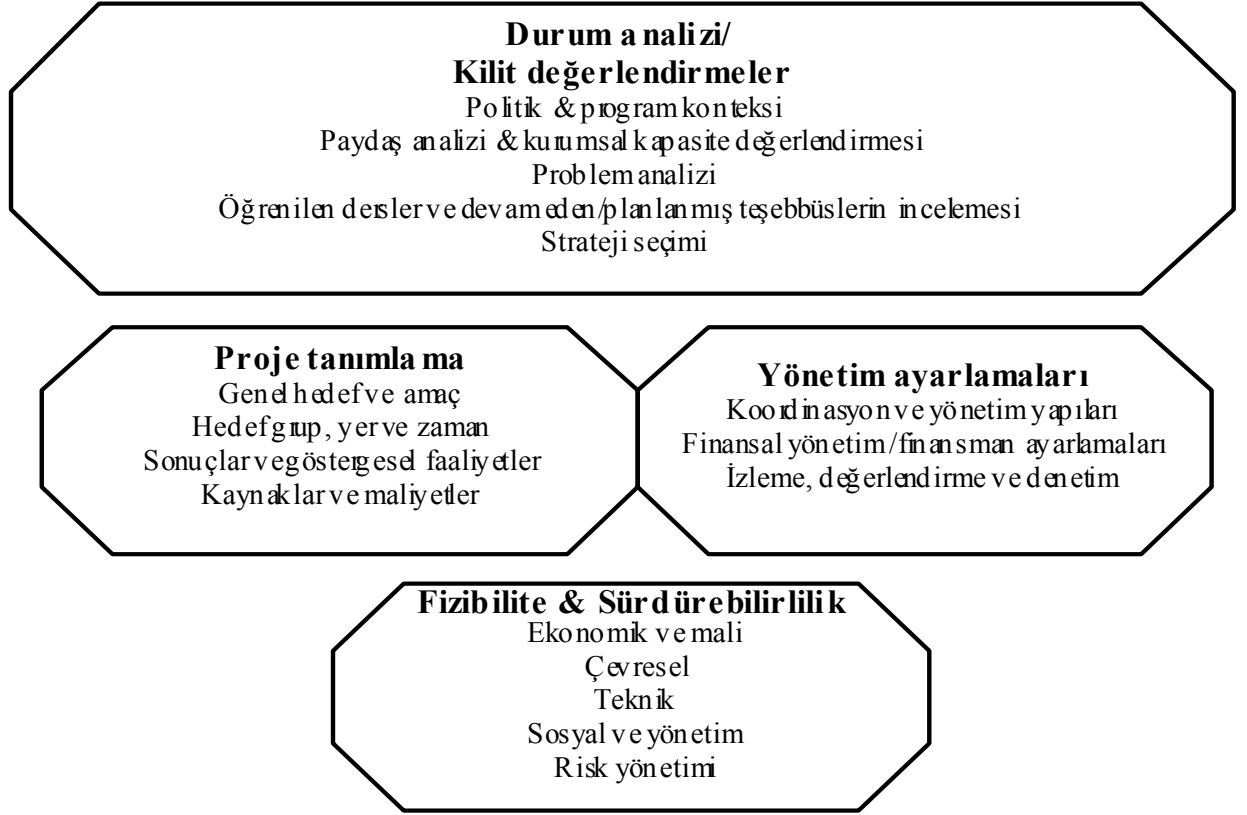 Durum analizi/
Kilit değerlendirmeler
Politik & program konteksi
Paydaş analizi & kurumsal kapasite değerlendirmesi
Problem analizi
Öğrenilen dersler ve devam eden/planlanmış teşebbüslerin incelemesi
Strateji seçimi
Proje tanımlama
Genel hedef ve amaç
Hedef grup, yer ve zaman
Sonuçlar ve göstergesel faaliyetler
Kaynaklar ve maliyetler
Yönetim ayarlamaları
Koordinasyon ve yönetim yapıları
Finansal yönetim/finansman ayarlamaları
İzleme, değerlendirme ve denetim
Fizibilite & Sürdürebilirlilik
Ekonomik ve mali
Çevresel
Teknik
Sosyal ve yönetim
Risk yönetimi